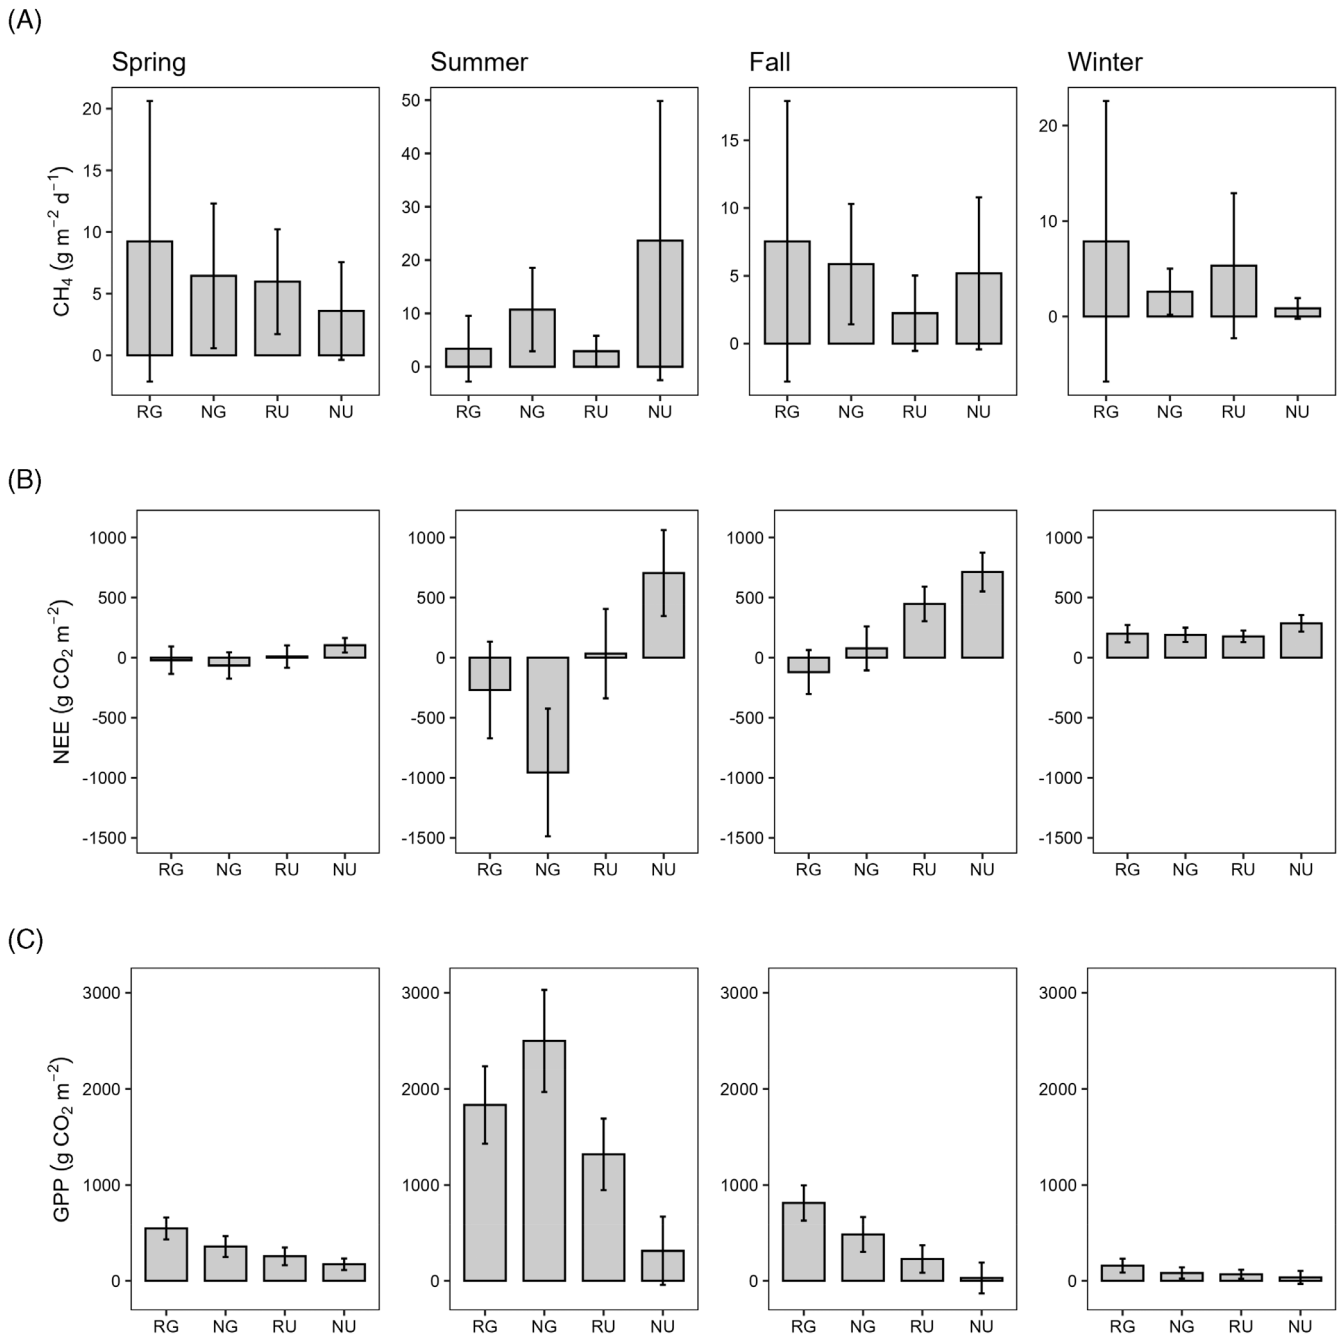 (A)
Spring Summer Fall Winter
CH4 (g m−2 d−1)
20 15 10 5 0
50 40 30 20 10 0
15 10 5 0
20 10 0
RG NG RU NU RG NG RU NU RG NG RU NU RG NG RU NU
(B)
NEE (g CO2 m−2)
1000 500 0 -500 -1000 -1500
1000 500 0 -500 -1000 -1500
1000 500 0 -500 -1000 -1500
1000 500 0 -500 -1000 -1500
RG NG RU NU RG NG RU NU RG NG RU NU RG NG RU NU
(C)
GPP (g CO2 m−2)
3000 2000 1000 0
3000 2000 1000 0
3000 2000 1000 0
3000 2000 1000 0
RG NG RU NU RG NG RU NU RG NG RU NU RG NG RU NU